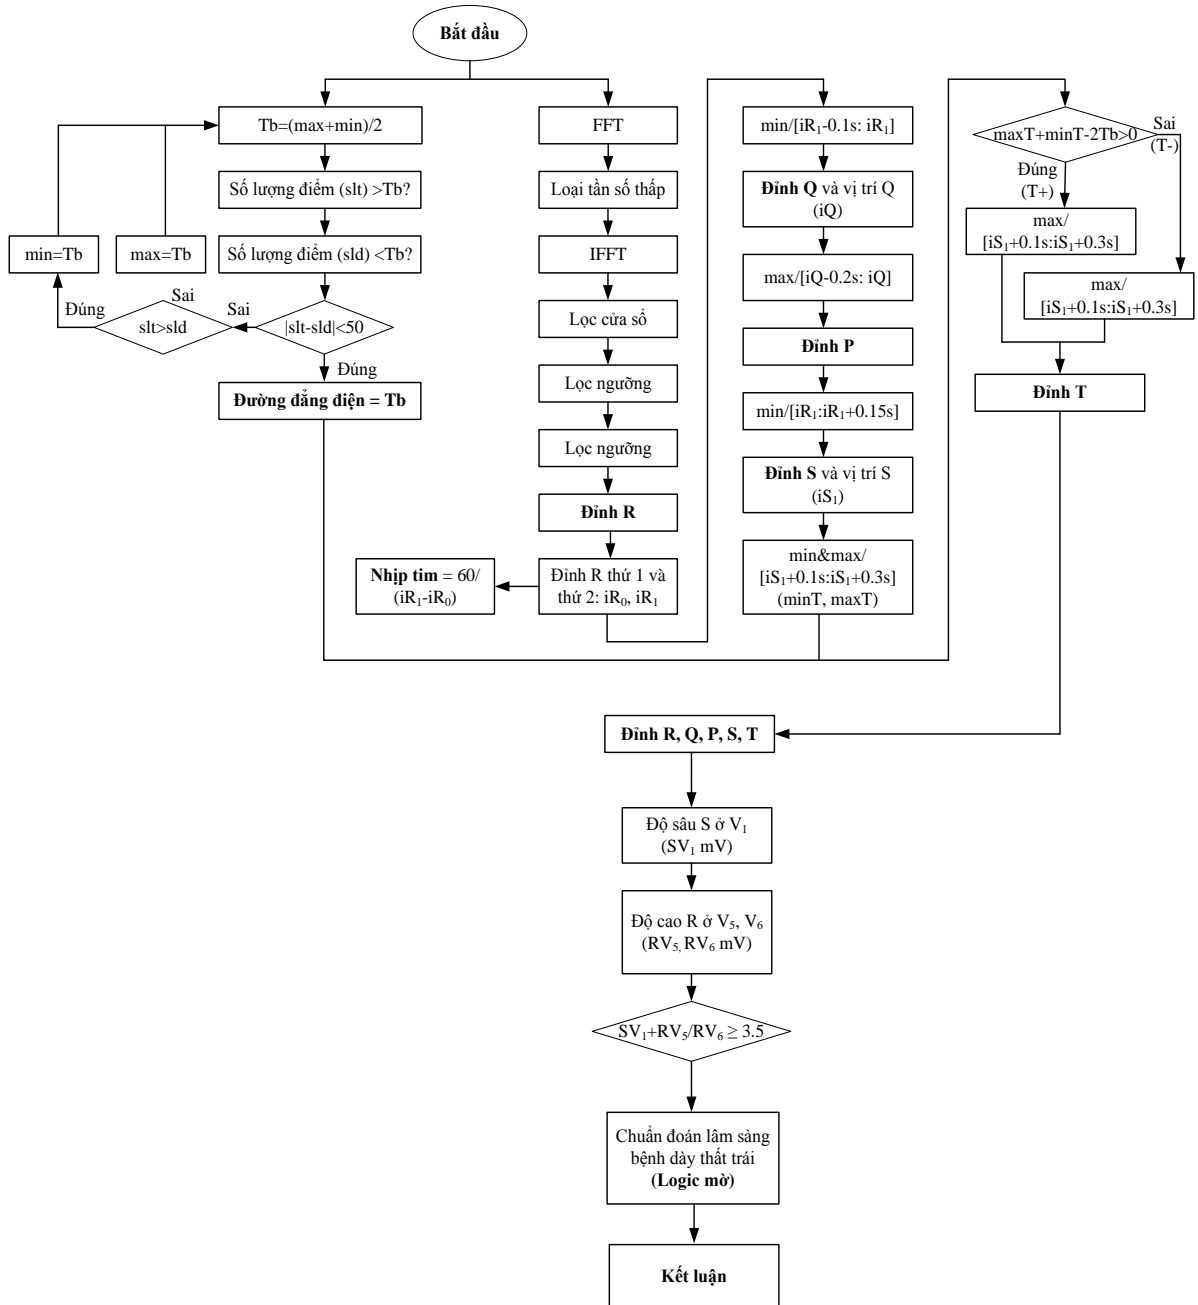 Bắt đầu
Tb=(max+min)/2
Số lượng điểm (slt) >Tb?
Số lượng điểm (sld) <Tb?
min=Tb
max=Tb
Đúng
Sai
Sai
slt>sld
|slt-sld|<50
Đúng
Đường đẳng điện = Tb
FFT
Loại tần số thấp
IFFT
Lọc cửa sổ
Lọc ngưỡng
Lọc ngưỡng
Đỉnh R
Đỉnh R thứ 1 và
thứ 2: iR₀, iR₁
Nhịp tim = 60/
(iR₁-iR₀)
min/[iR₁-0.1s: iR₁]
Đỉnh Q và vị trí Q
(iQ)
max/[iQ-0.2s: iQ]
Đỉnh P
min/[iR₁:iR₁+0.15s]
Đỉnh S và vị trí S
(iS₁)
min&max/
[iS₁+0.1s:iS₁+0.3s]
(minT, maxT)
maxT+minT-2Tb>0
Sai
(T-)
Đúng
(T+)
max/
[iS₁+0.1s:iS₁+0.3s]
max/
[iS₁+0.1s:iS₁+0.3s]
Đỉnh T
Đỉnh R, Q, P, S, T
Độ sâu S ở V₁
(SV₁ mV)
Độ cao R ở V₅, V₆
(RV₅, RV₆ mV)
SV₁+RV₅/RV₆ ≥ 3.5
Chuẩn đoán lâm sàng
bệnh dày thất trái
(Logic mờ)
Kết luận